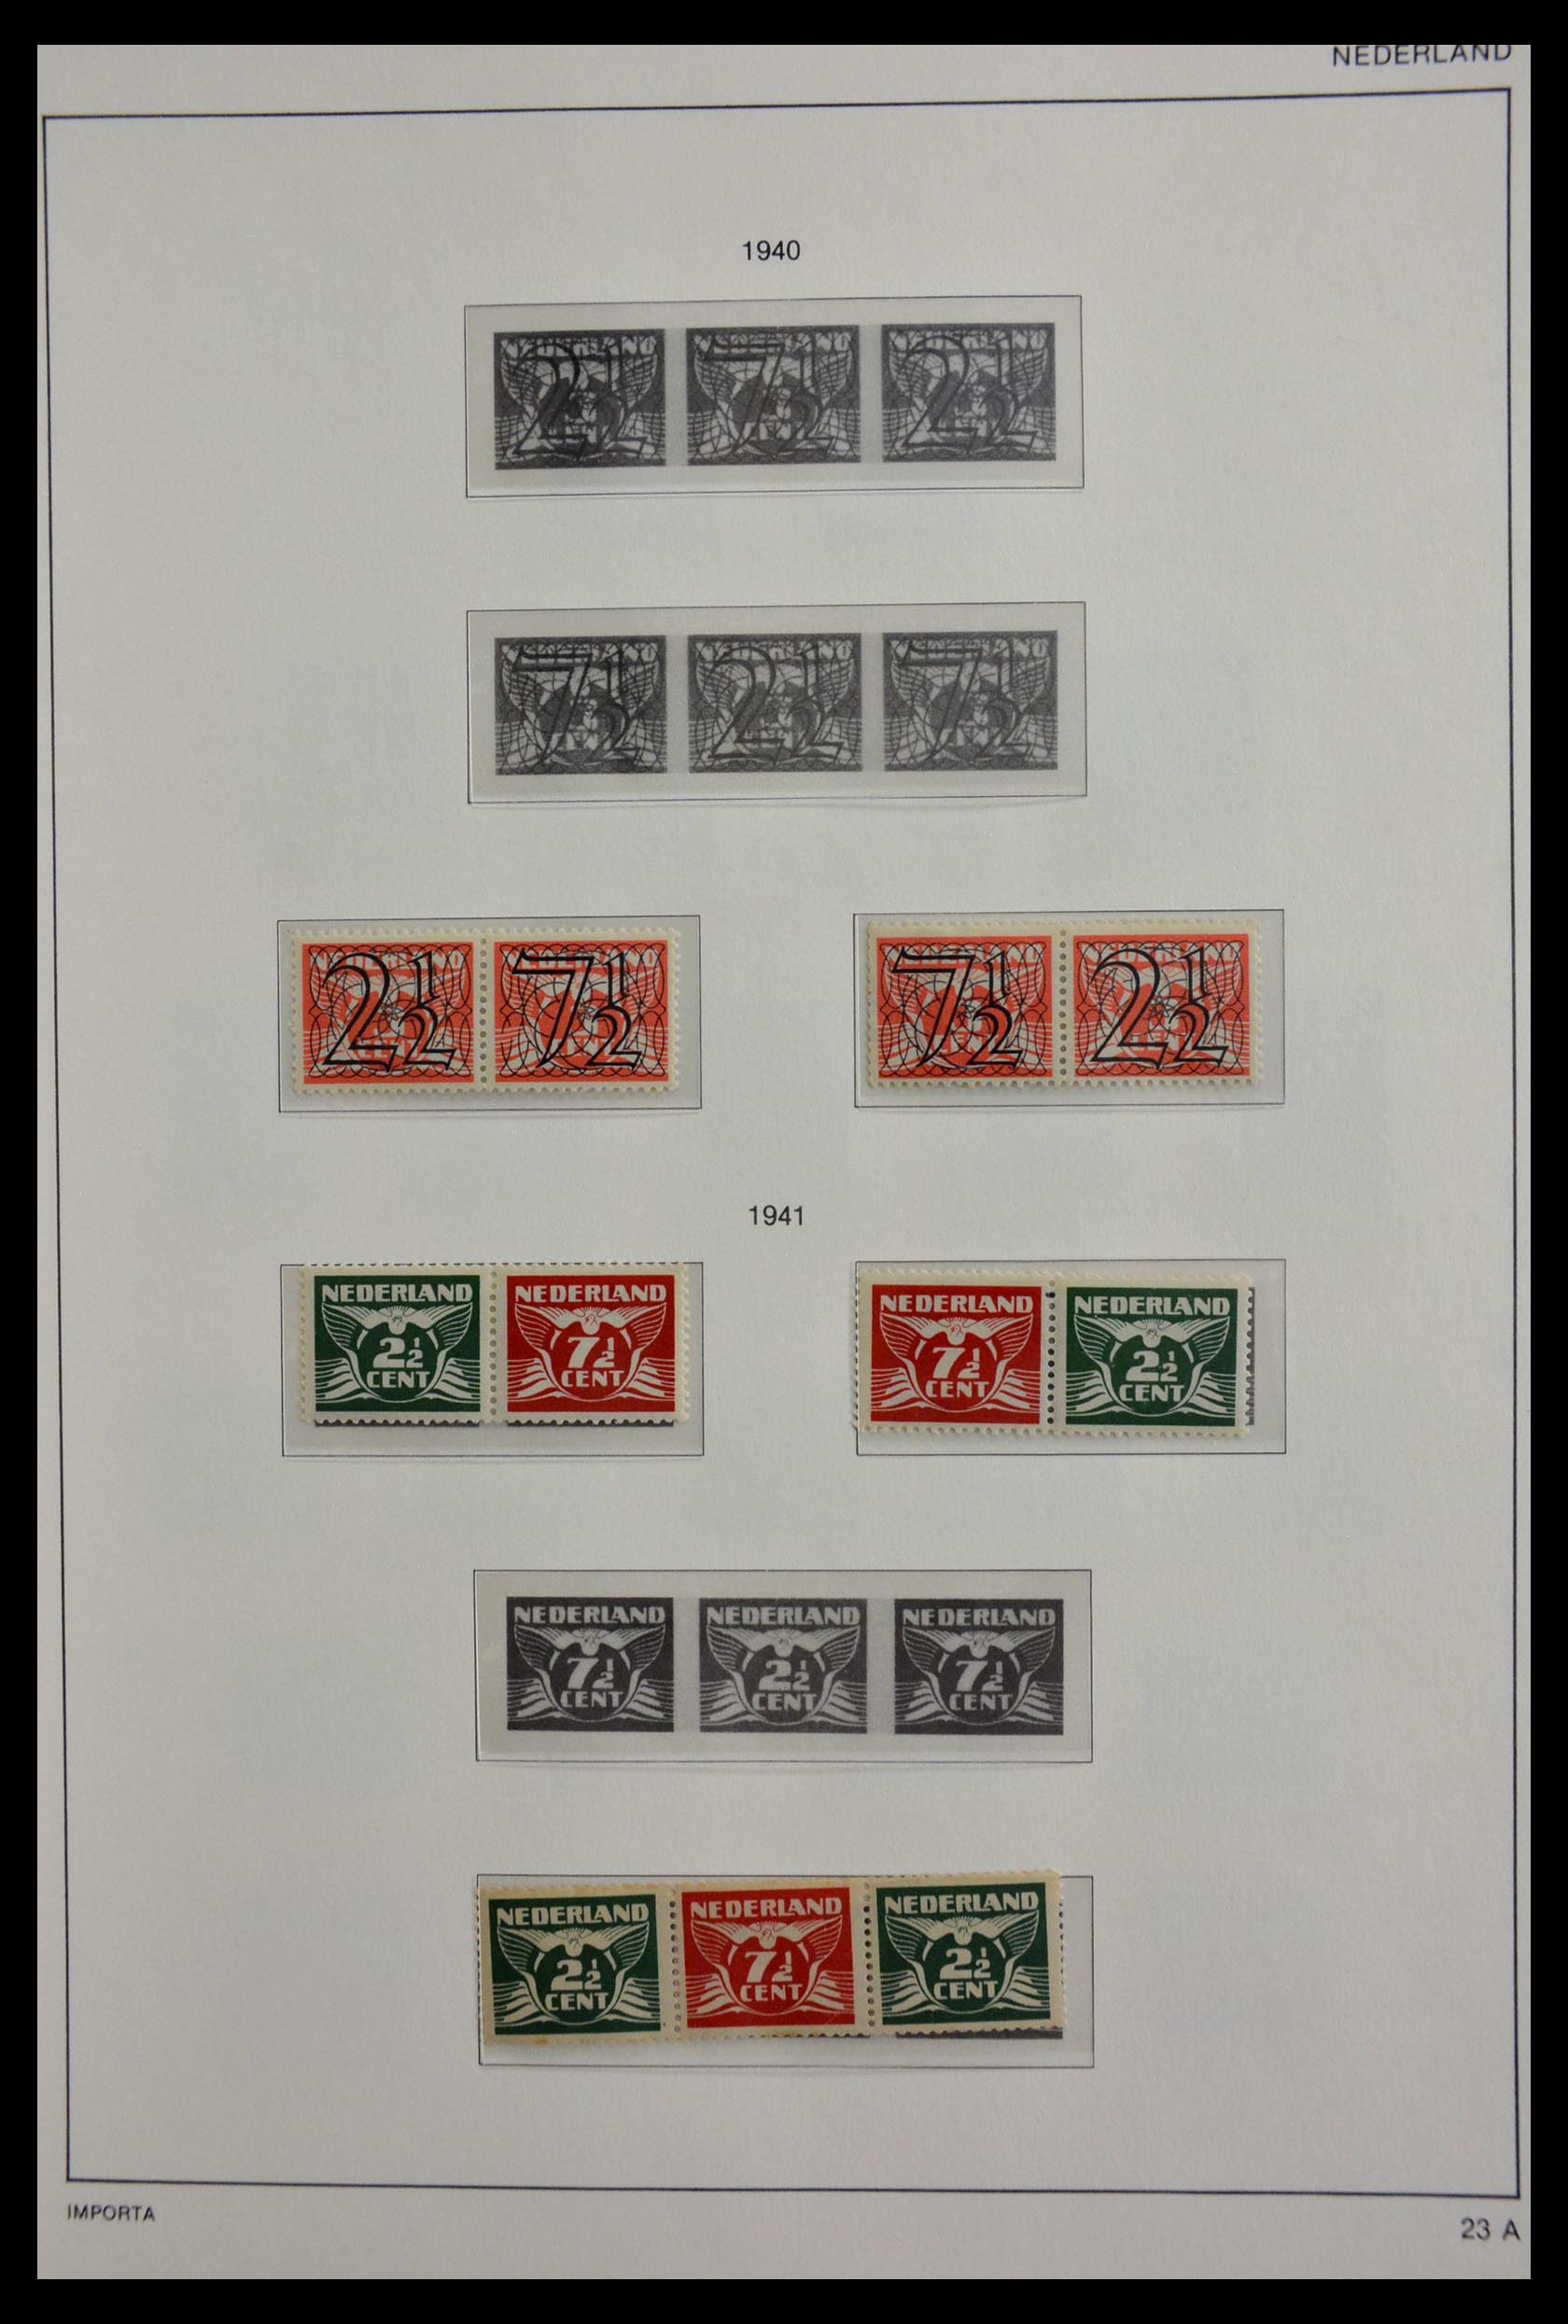 NEDERLAND
1940
2½ 7½ 2½
7½ 2½ 7½
2½ 7½ 7½ 2½
1941
NEDERLAND NEDERLAND NEDERLAND NEDERLAND
2½ 7½ 7½ 2½
CENT CENT CENT CENT
NEDERLAND NEDERLAND NEDERLAND
7½ 2½ 7½
CENT CENT CENT
NEDERLAND NEDERLAND NEDERLAND
2½ 7½ 2½
CENT CENT CENT
IMPORTA
23 A